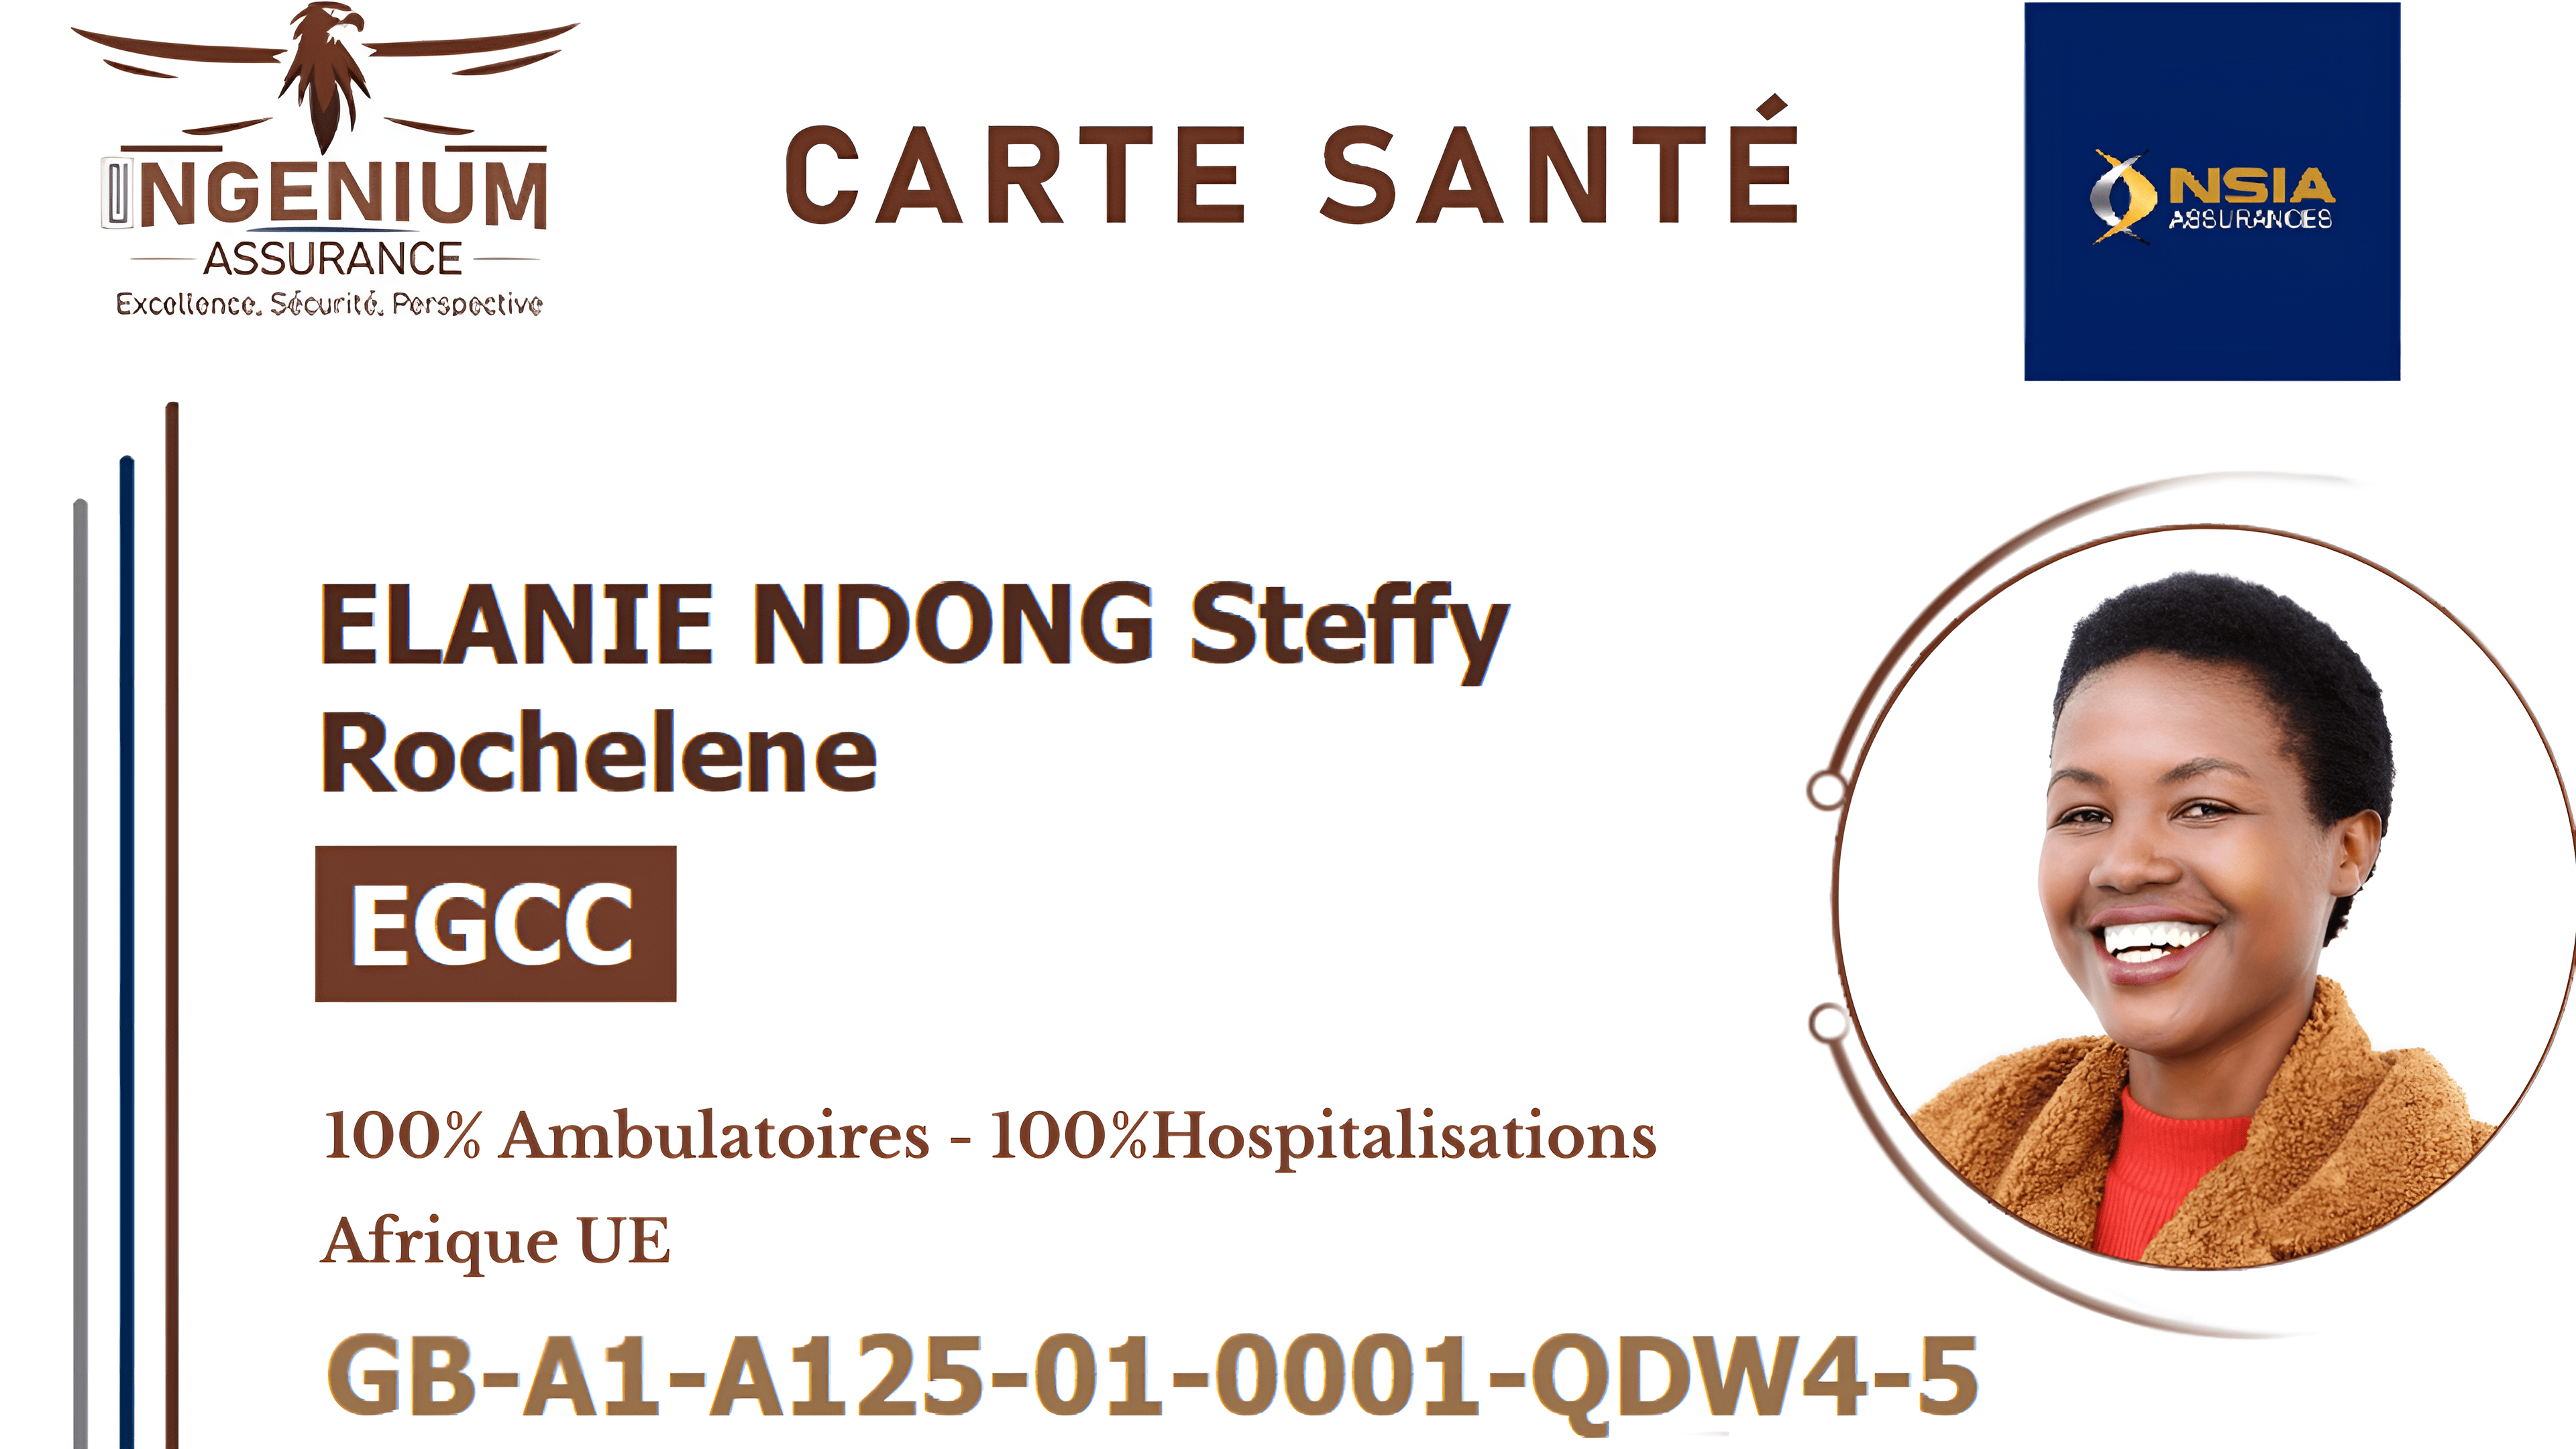 INGENIUM
ASSURANCE
Excellence. Sécurité. Perspective
CARTE SANTÉ
NSIA
ASSURANCES
ELANIE NDONG Steffy
Rochelene
EGCC
100% Ambulatoires - 100%Hospitalisations
Afrique UE
GB-A1-A125-01-0001-QDW4-5